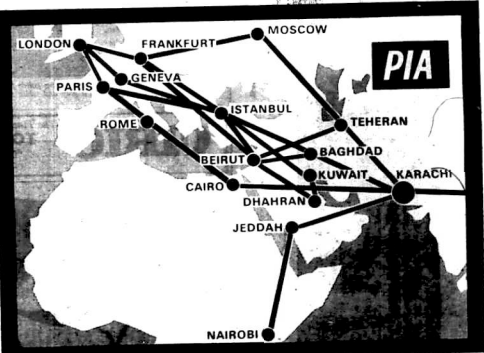 MOSCOW
LONDON
FRANKFURT
PIA
PARIS
GENEVA
ISTANBUL
ROME
TEHERAN
BEIRUT
BAGHDAD
KUWAIT
KARACHI
CAIRO
DHAHRAN
JEDDAH
NAIROBI